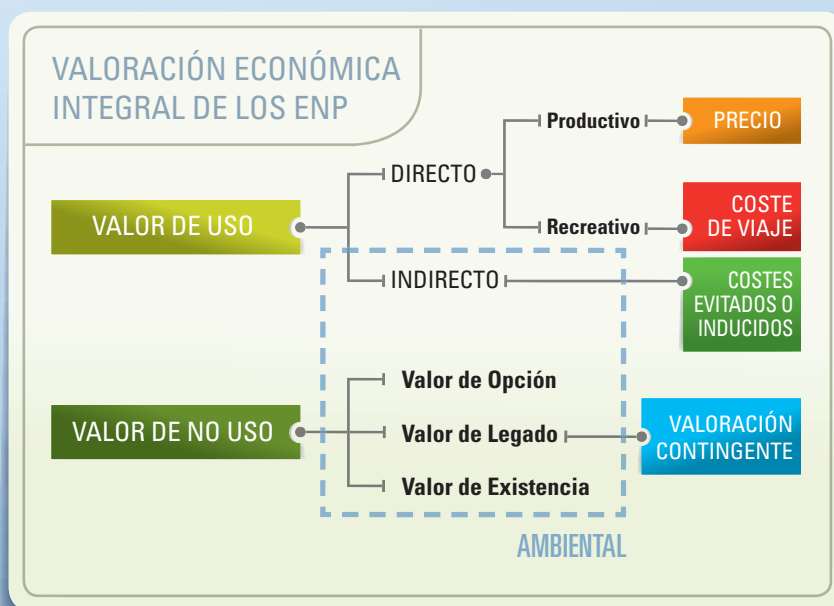 VALORACIÓN ECONÓMICA
INTEGRAL DE LOS ENP
VALOR DE USO
DIRECTO
Productivo
PRECIO
Recreativo
COSTE
DE VIAJE
INDIRECTO
COSTES
EVITADOS O
INDUCIDOS
VALOR DE NO USO
Valor de Opción
Valor de Legado
Valor de Existencia
VALORACIÓN
CONTINGENTE
AMBIENTAL